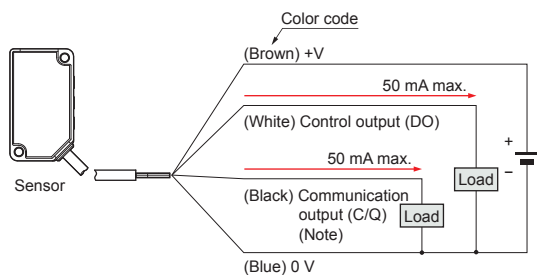 Color code
(Brown) +V
50 mA max.
(White) Control output (DO)
+
50 mA max.
Load
−
Sensor
(Black) Communication
output (C/Q)
(Note)
Load
(Blue) 0 V